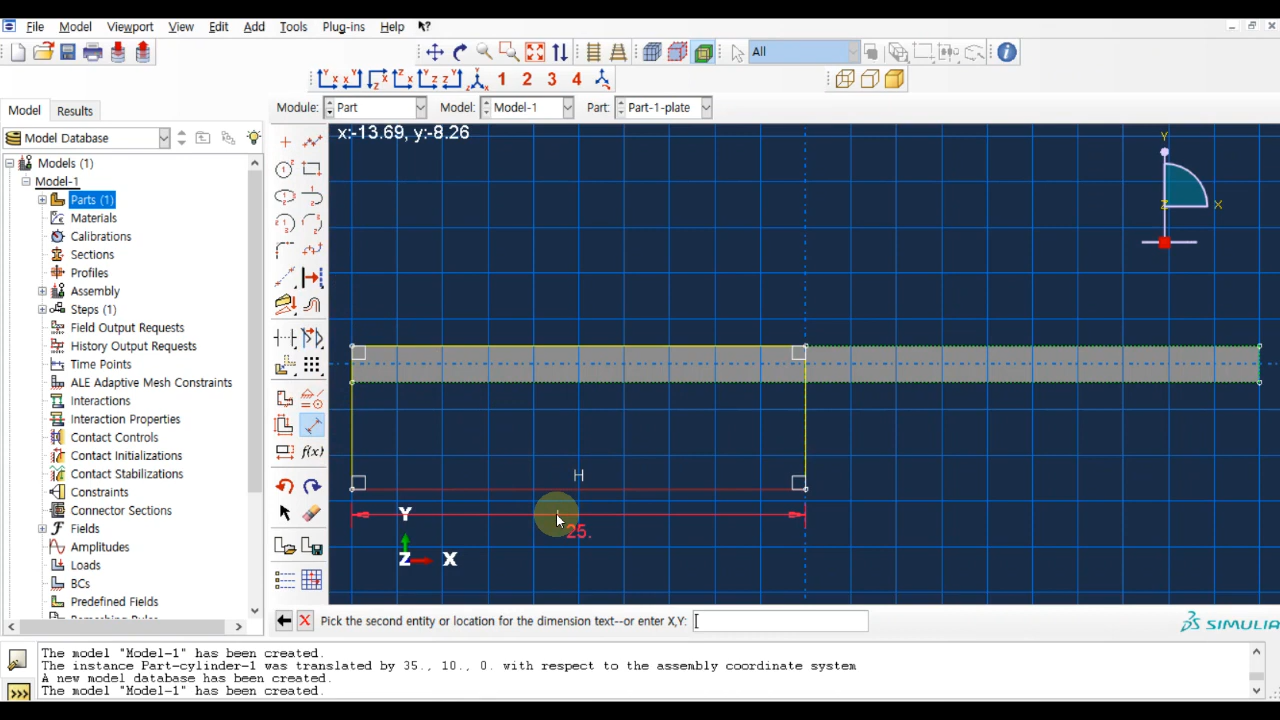 File Model Viewport View Edit Add Tools Plug-ins Help ?
All
1 2 3 4
Model Results
Module: Part Model: Model-1 Part: Part-1-plate
Model Database
x:-13.69, y:-8.26
Models (1)
Model-1
Parts (1)
Materials
Calibrations
Sections
Profiles
Assembly
Steps (1)
Field Output Requests
History Output Requests
Time Points
ALE Adaptive Mesh Constraints
Interactions
Interaction Properties
Contact Controls
Contact Initializations
Contact Stabilizations
Constraints
Connector Sections
Fields
Amplitudes
Loads
BCs
Predefined Fields
f(x)
Y
Z X
H
25.
Y
Z X
Pick the second entity or location for the dimension text--or enter X,Y:
SIMULIA
The model "Model-1" has been created.
The instance Part-cylinder-1 was translated by 35., 10., 0. with respect to the assembly coordinate system
A new model database has been created.
The model "Model-1" has been created.
>>>